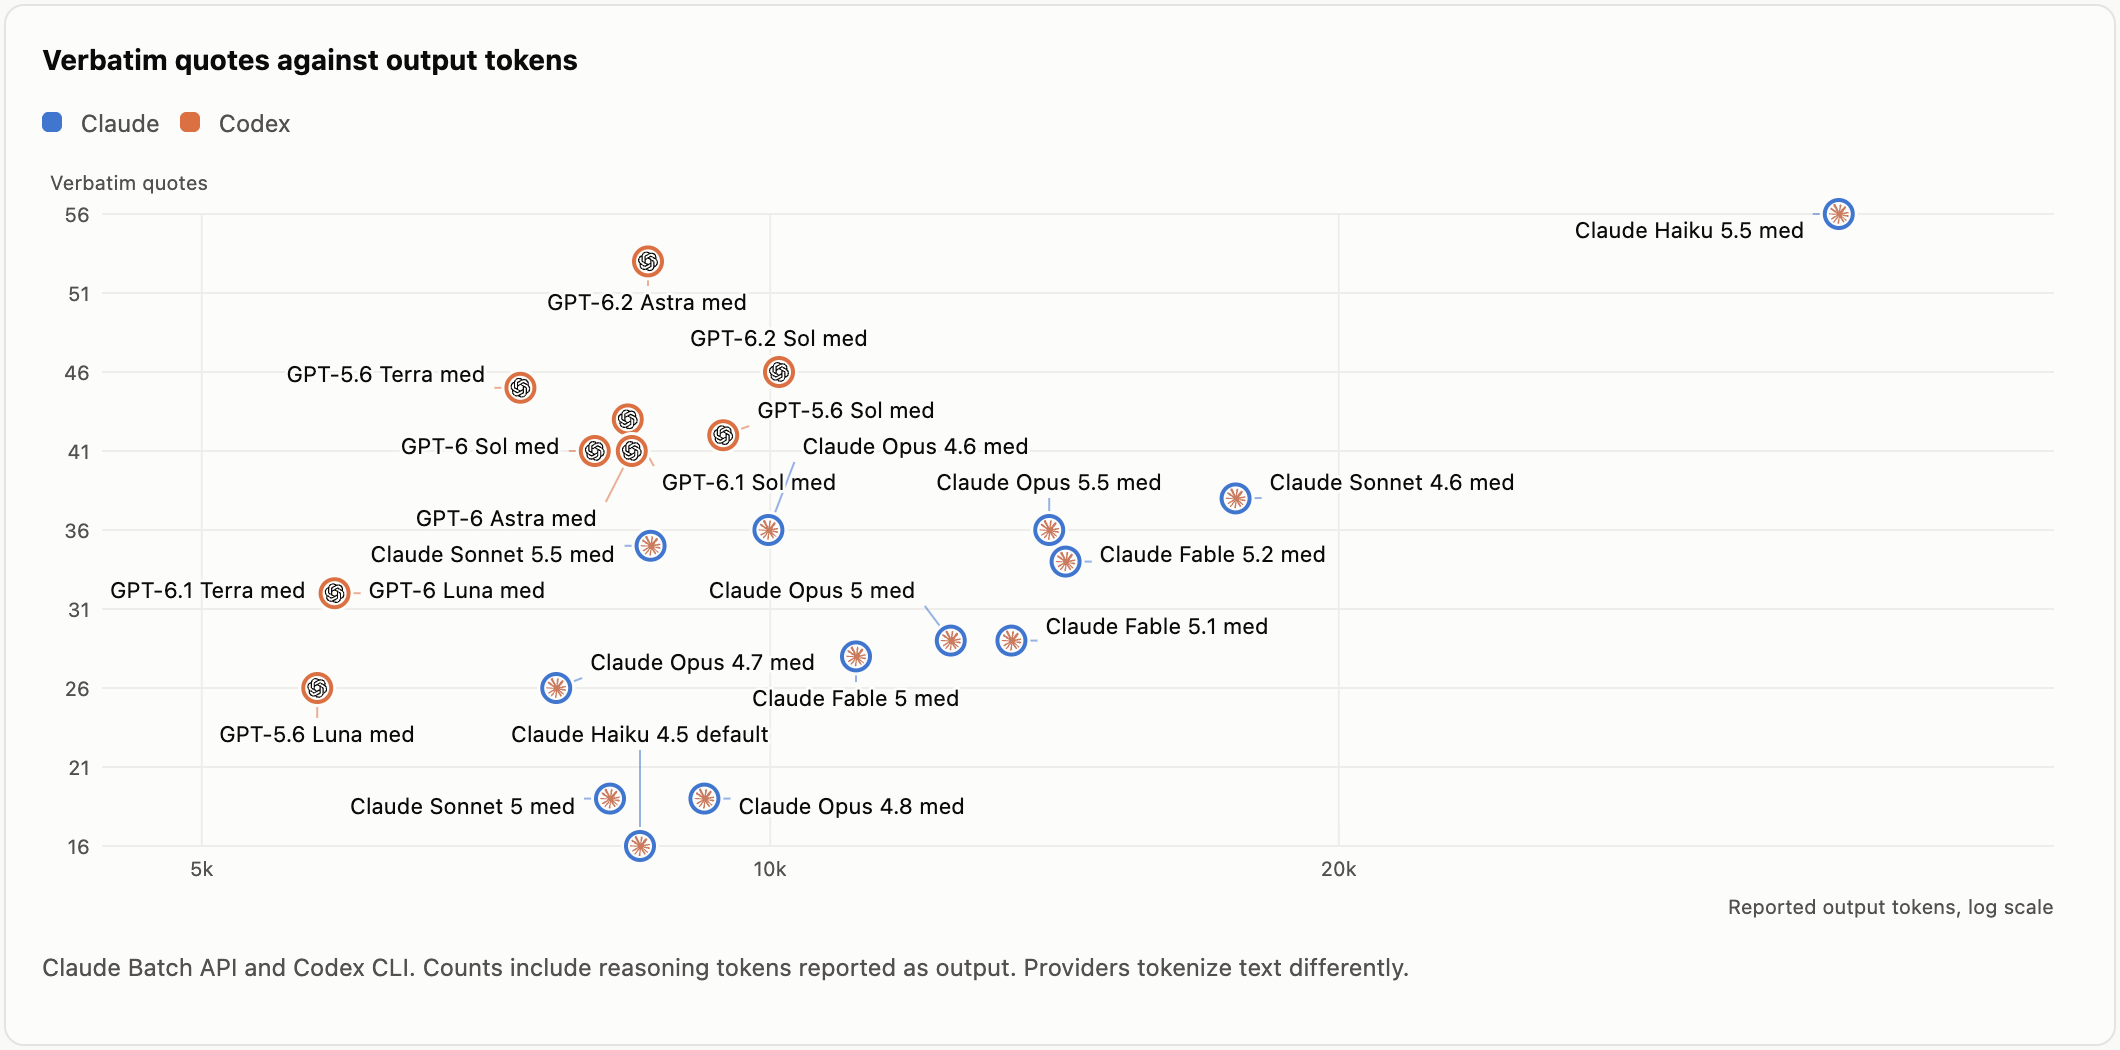 Verbatim quotes against output tokens
Claude Codex
Verbatim quotes
56
Claude Haiku 5.5 med
51
GPT-6.2 Astra med
GPT-6.2 Sol med
46
GPT-5.6 Terra med
GPT-5.6 Sol med
41
GPT-6 Sol med
Claude Opus 4.6 med
GPT-6.1 Sol med
Claude Opus 5.5 med
Claude Sonnet 4.6 med
GPT-6 Astra med
36
Claude Sonnet 5.5 med
Claude Fable 5.2 med
GPT-6.1 Terra med
GPT-6 Luna med
Claude Opus 5 med
31
Claude Fable 5.1 med
Claude Opus 4.7 med
26
Claude Fable 5 med
GPT-5.6 Luna med
Claude Haiku 4.5 default
21
Claude Sonnet 5 med
Claude Opus 4.8 med
16
5k 10k 20k
Reported output tokens, log scale
Claude Batch API and Codex CLI. Counts include reasoning tokens reported as output. Providers tokenize text differently.